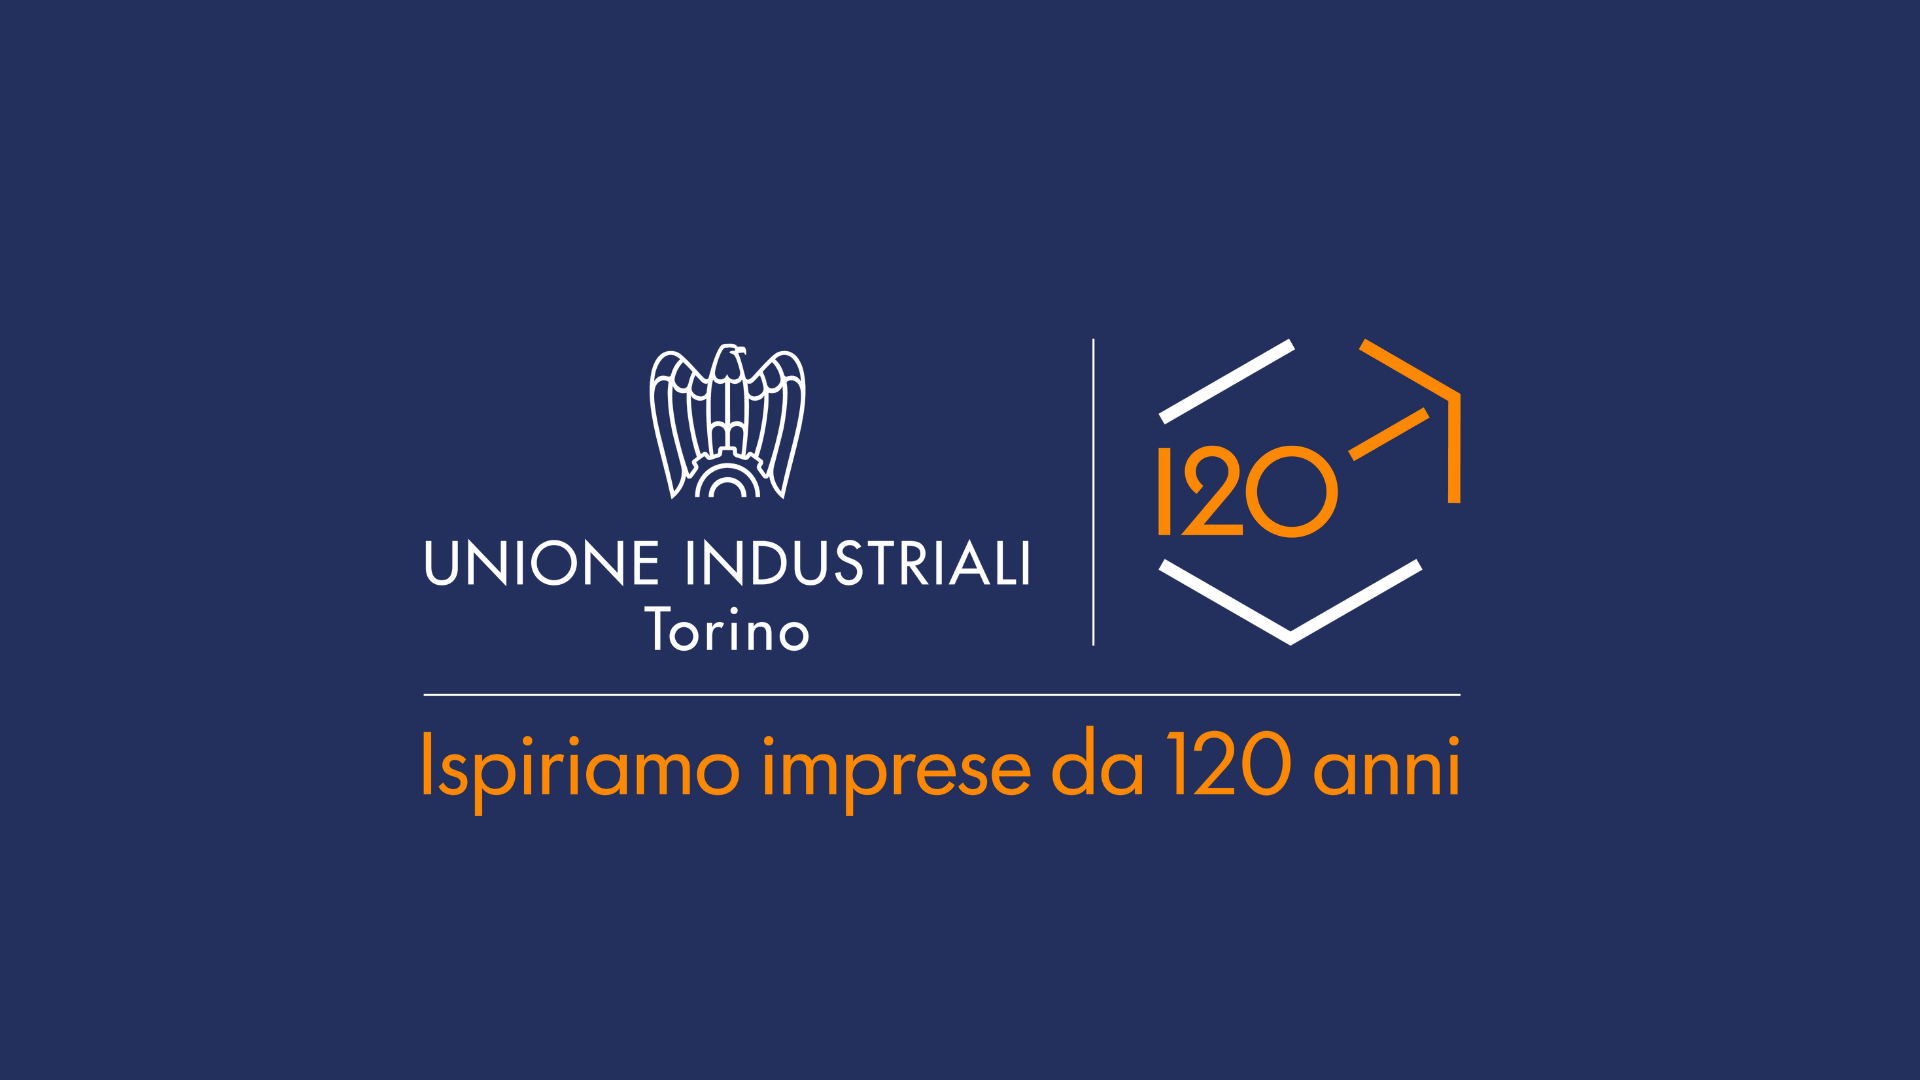 UNIONE INDUSTRIALI
Torino
120
Ispiriamo imprese da 120 anni